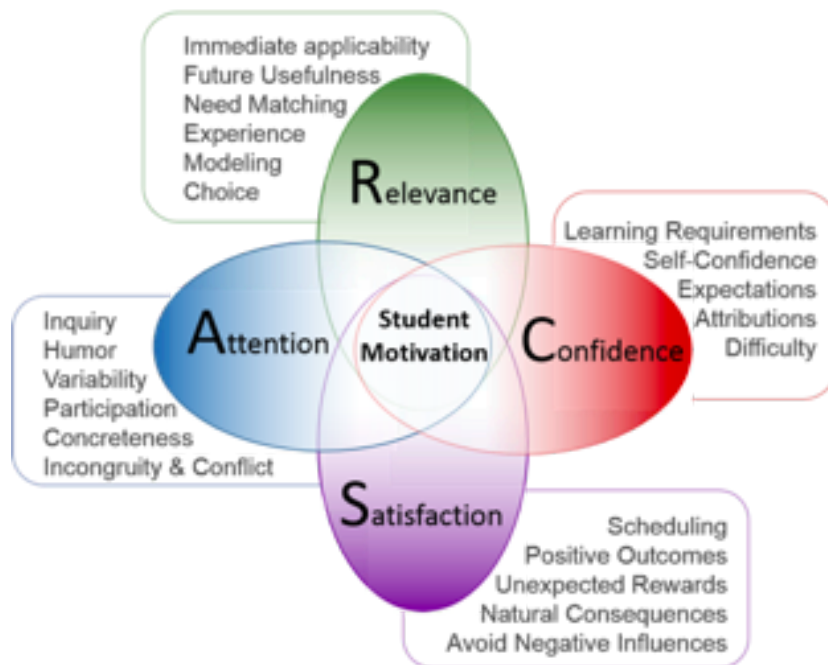 Immediate applicability
Future Usefulness
Need Matching
Experience
Modeling
Choice
Relevance
Learning Requirements
Self-Confidence
Expectations
Attributions
Difficulty
Inquiry
Humor
Variability
Participation
Concreteness
Incongruity & Conflict
Attention
Student
Motivation
Confidence
Satisfaction
Scheduling
Positive Outcomes
Unexpected Rewards
Natural Consequences
Avoid Negative Influences